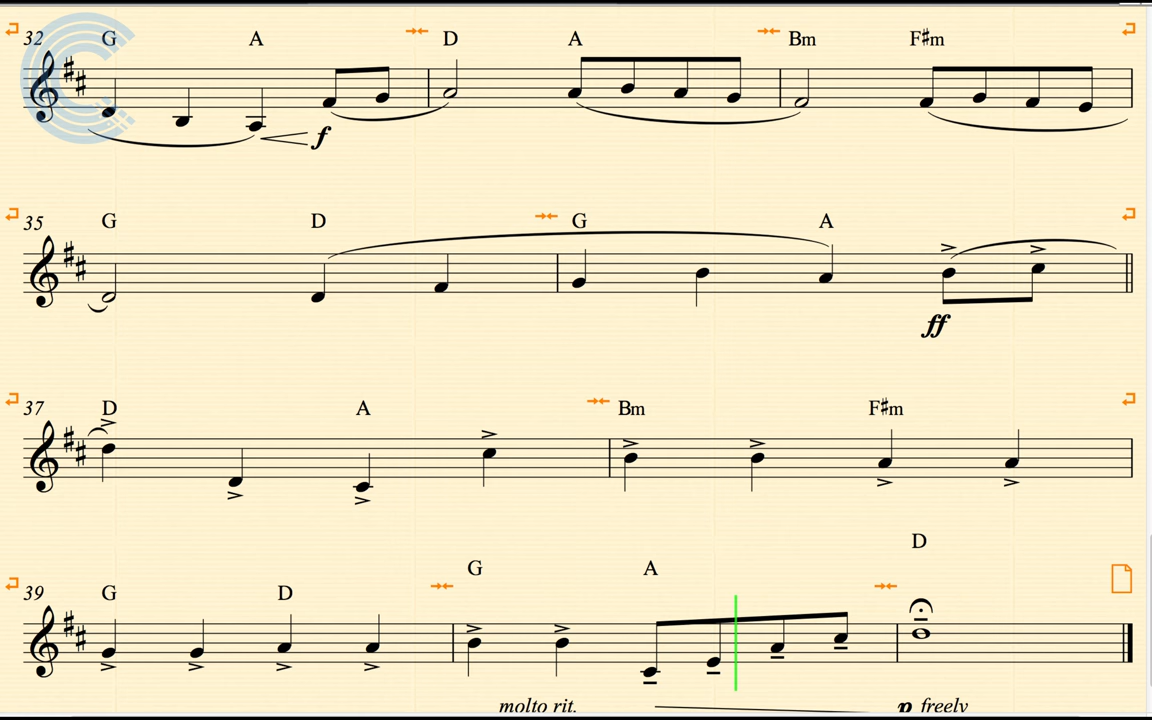 32 G A D A Bm F♯m
f
35 G D G A
ff
37 D A Bm F♯m
D
39 G D G A
molto rit. p freely